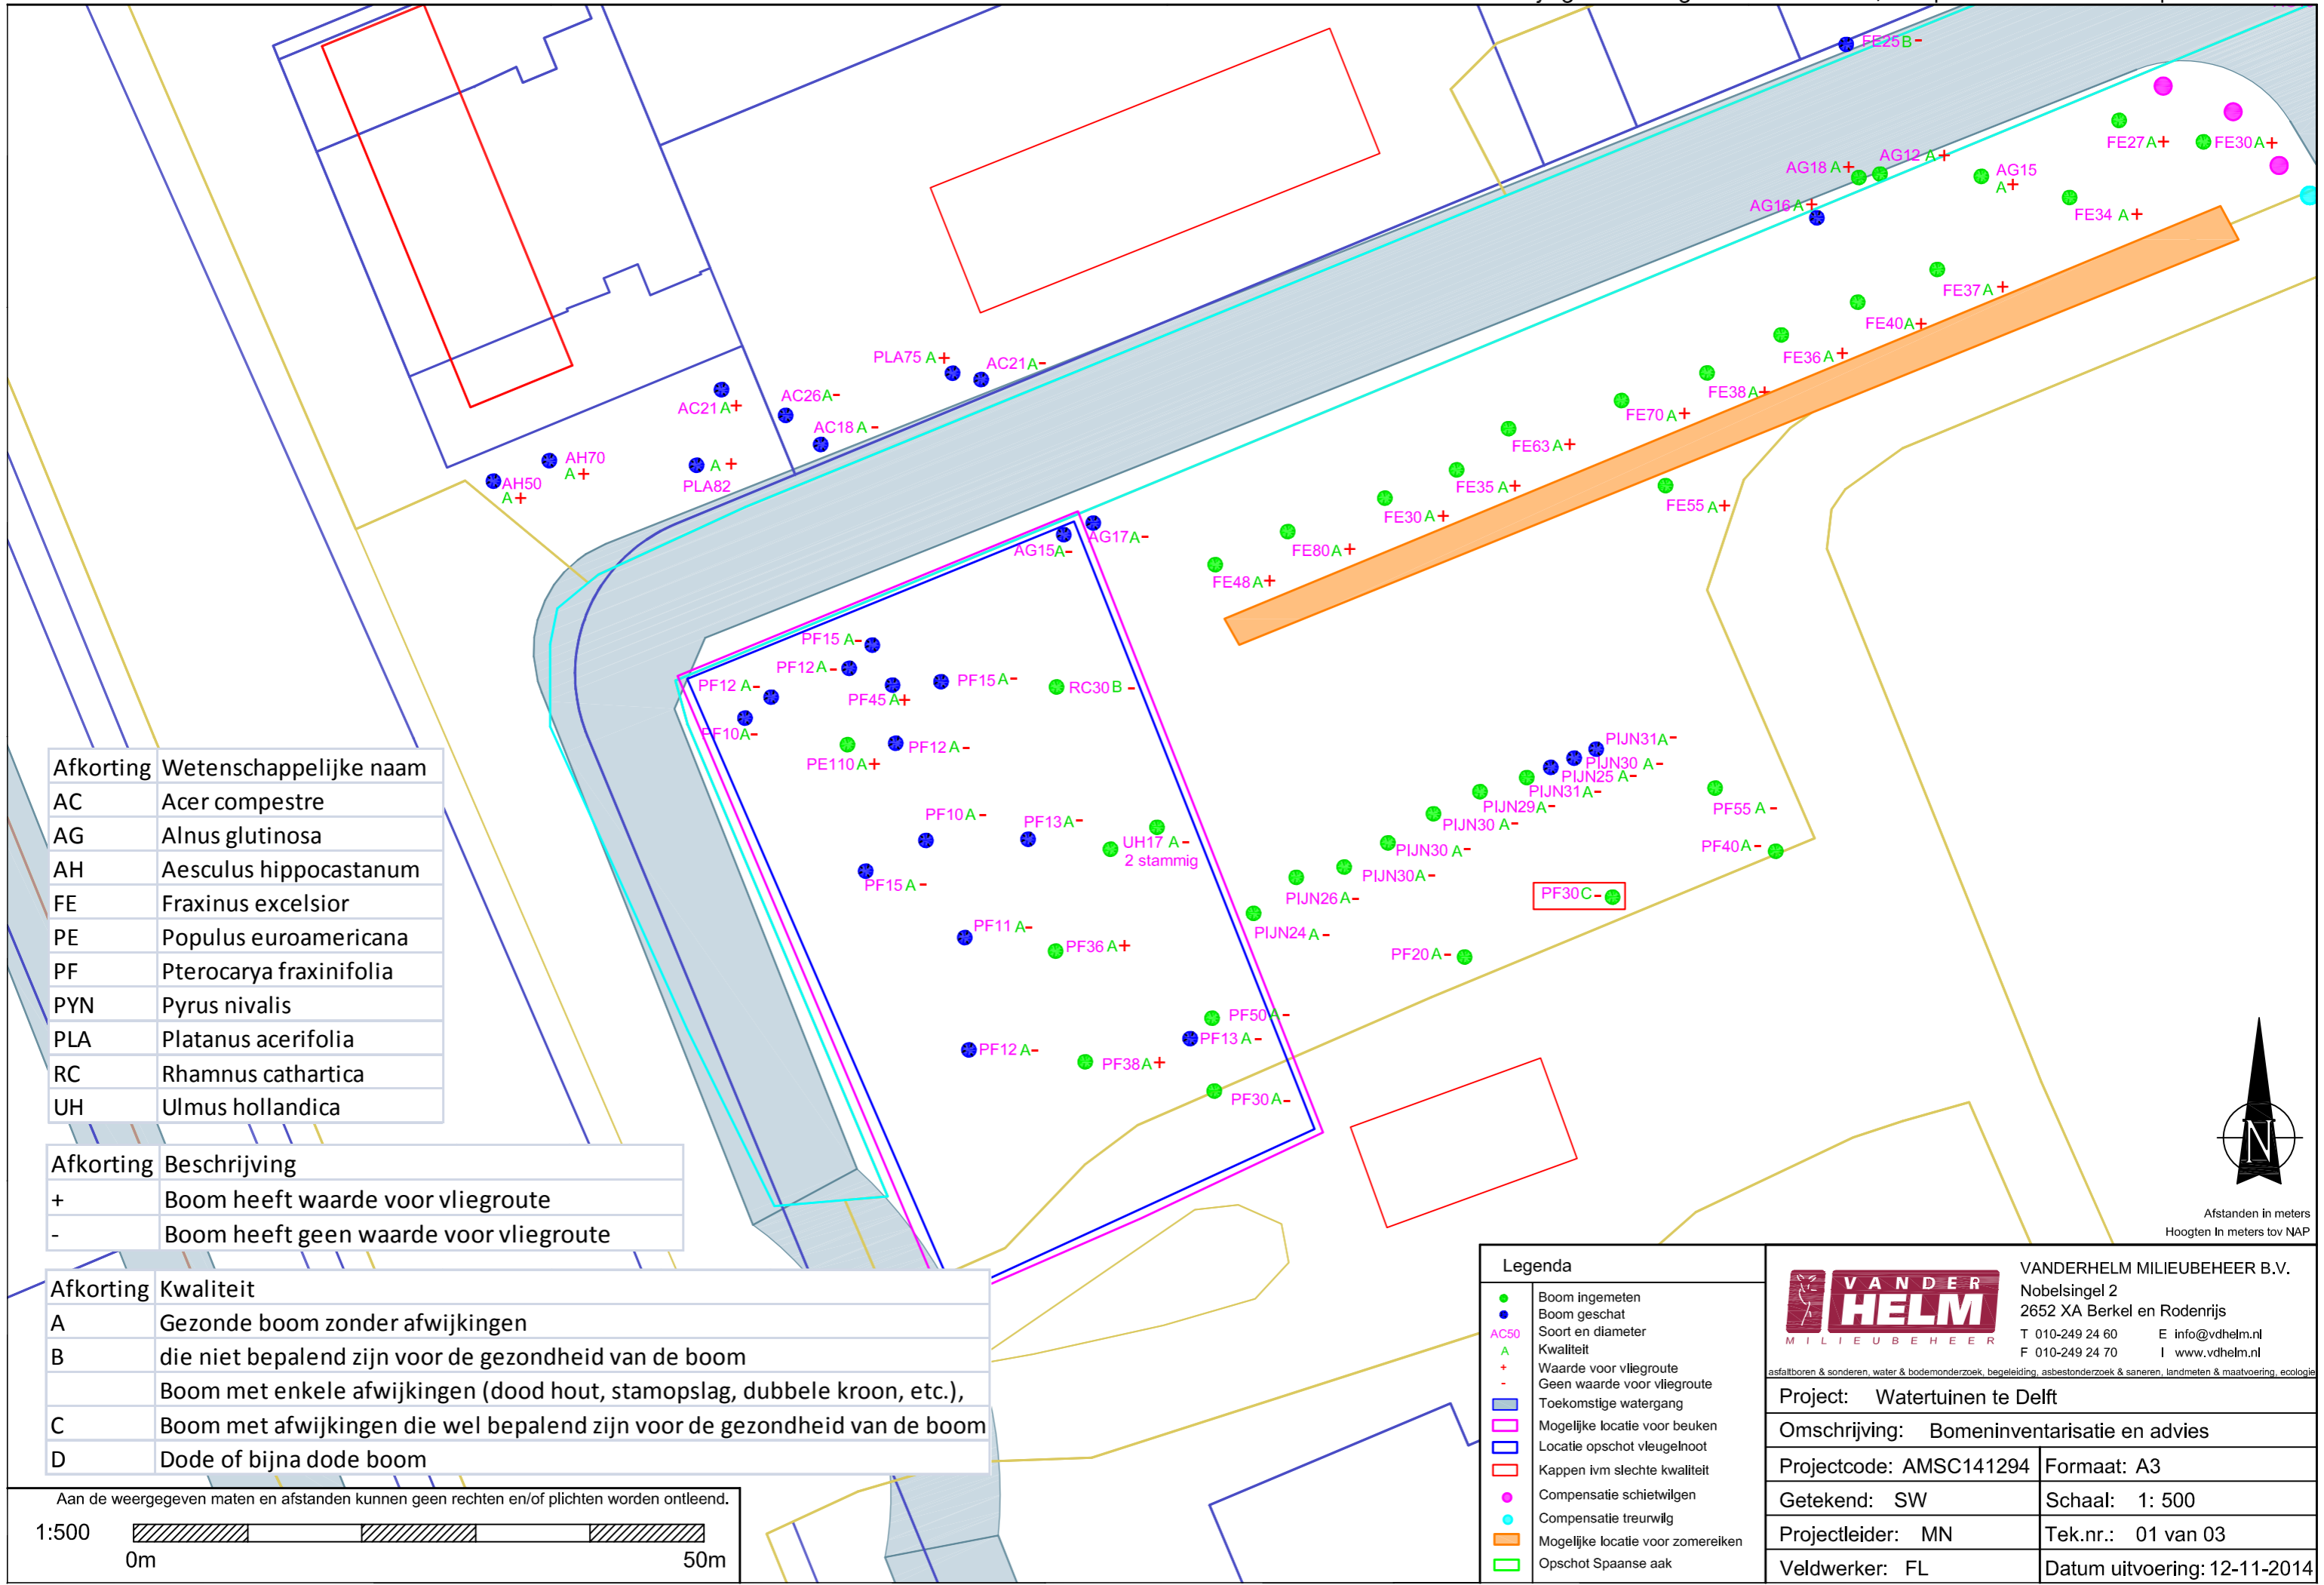 FE25 B -
FE27 A +
FE30 A +
AG18 A +
AG12 A +
AG15
A +
AG16 A +
FE34 A +
FE37 A +
FE40 A +
FE36 A +
FE38 A +
FE70 A +
FE63 A +
FE35 A +
FE55 A +
FE30 A +
FE80 A +
FE48 A +
PLA75 A +
AC21 A -
AC21 A +
AC26 A -
AC18 A -
AH70
A +
AH50
A +
A +
PLA82
AG15 A -
AG17 A -
PF15 A -
PF12 A -
PF12 A -
PF45 A +
PF15 A -
RC30 B -
PF10 A -
PF12 A -
PE110 A +
PF10 A -
PF13 A -
UH17 A -
2 stammig
PF15 A -
PF11 A -
PF36 A +
PF50 A -
PF13 A -
PF12 A -
PF38 A +
PF30 A -
PIJN31 A -
PIJN30 A -
PIJN25 A -
PIJN31 A -
PIJN29 A -
PIJN30 A -
PIJN30 A -
PIJN30 A -
PIJN26 A -
PIJN24 A -
PF55 A -
PF40 A -
PF30 C -
PF20 A -
Afkorting Wetenschappelijke naam
AC Acer compestre
AG Alnus glutinosa
AH Aesculus hippocastanum
FE Fraxinus excelsior
PE Populus euroamericana
PF Pterocarya fraxinifolia
PYN Pyrus nivalis
PLA Platanus acerifolia
RC Rhamnus cathartica
UH Ulmus hollandica
Afkorting Beschrijving
+ Boom heeft waarde voor vliegroute
- Boom heeft geen waarde voor vliegroute
Afkorting Kwaliteit
A Gezonde boom zonder afwijkingen
B die niet bepalend zijn voor de gezondheid van de boom
Boom met enkele afwijkingen (dood hout, stamopslag, dubbele kroon, etc.),
C Boom met afwijkingen die wel bepalend zijn voor de gezondheid van de boom
D Dode of bijna dode boom
Aan de weergegeven maten en afstanden kunnen geen rechten en/of plichten worden ontleend.
1:500
0m 50m
N
Afstanden in meters
Hoogten In meters tov NAP
Legenda
Boom ingemeten
Boom geschat
AC50 Soort en diameter
A Kwaliteit
+ Waarde voor vliegroute
- Geen waarde voor vliegroute
Toekomstige watergang
Mogelijke locatie voor beuken
Locatie opschot vleugelnoot
Kappen ivm slechte kwaliteit
Compensatie schietwilgen
Compensatie treurwilg
Mogelijke locatie voor zomereiken
Opschot Spaanse aak
VANDER
HELM
MILIEUBEHEER
VANDERHELM MILIEUBEHEER B.V.
Nobelsingel 2
2652 XA Berkel en Rodenrijs
T 010-249 24 60 E info@vdhelm.nl
F 010-249 24 70 I www.vdhelm.nl
asfaltboren & sonderen, water & bodemonderzoek, begeleiding, asbestonderzoek & saneren, landmeten & maatvoering, ecologie
Project: Watertuinen te Delft
Omschrijving: Bomeninventarisatie en advies
Projectcode: AMSC141294 Formaat: A3
Getekend: SW Schaal: 1: 500
Projectleider: MN Tek.nr.: 01 van 03
Veldwerker: FL Datum uitvoering: 12-11-2014